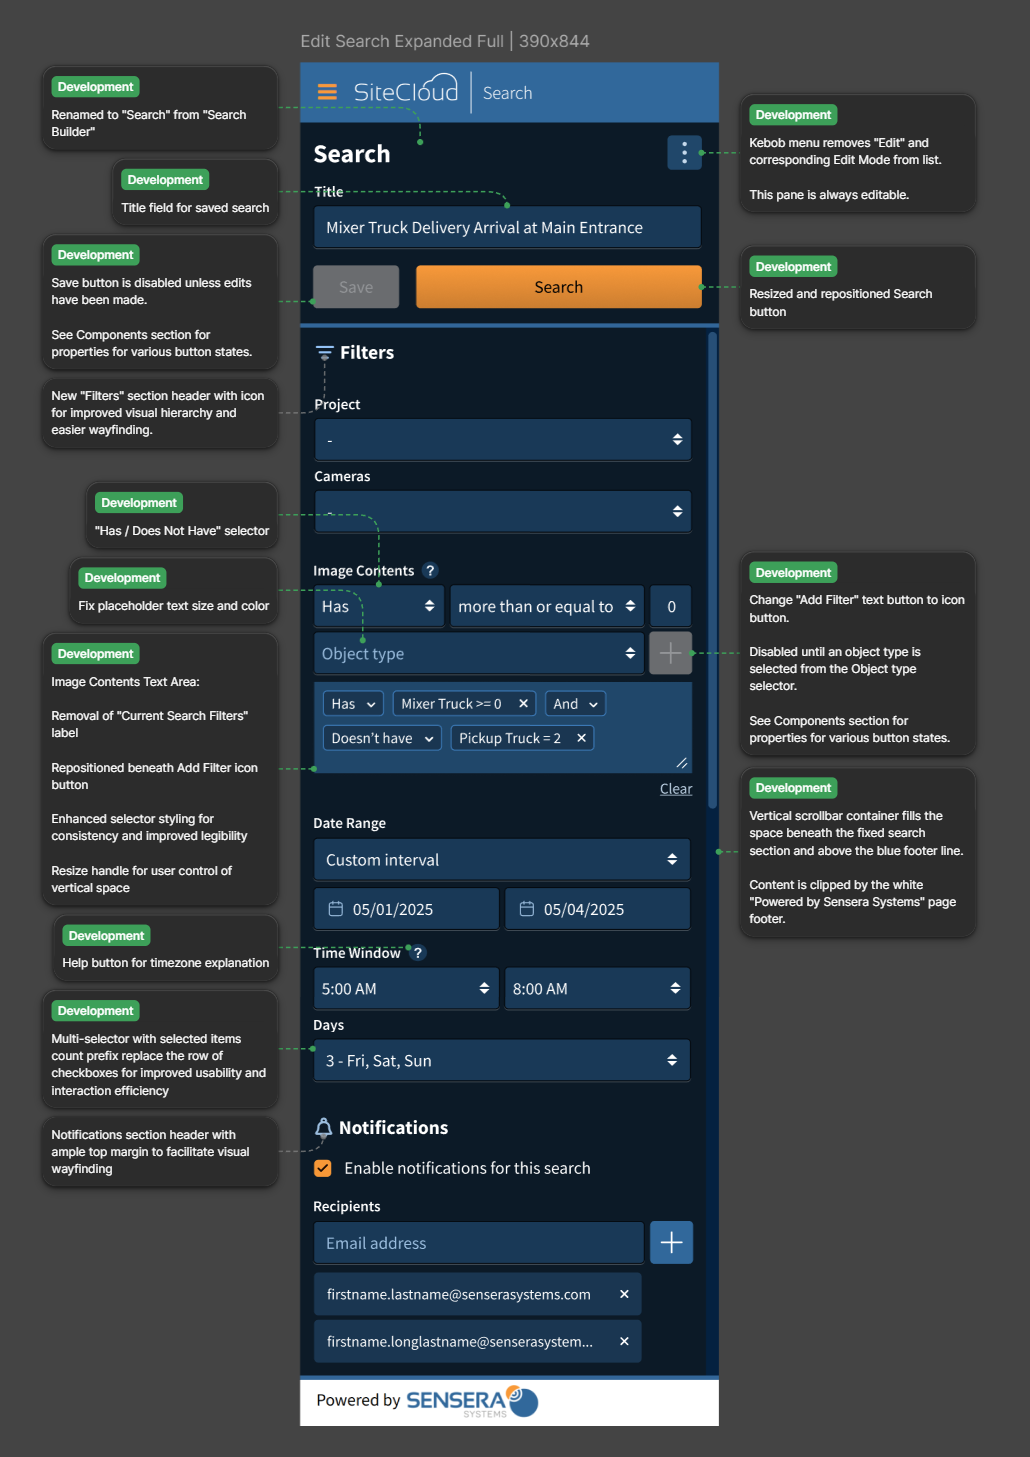 Edit Search Expanded Full | 390x844
SiteCloud
Search
Search
Title
Mixer Truck Delivery Arrival at Main Entrance
Save
Search
Filters
Project
-
Cameras
-
Image Contents ?
Has
more than or equal to
0
Object type
Has
Mixer Truck >= 0
And
Doesn't have
Pickup Truck = 2
Clear
Date Range
Custom interval
05/01/2025
05/04/2025
Time Window ?
5:00 AM
8:00 AM
Days
3 - Fri, Sat, Sun
Notifications
Enable notifications for this search
Recipients
Email address
firstname.lastname@senserasystems.com
firstname.longlastname@senserasystem...
Powered by SENSERA
SYSTEMS
Development
Renamed to "Search" from "Search
Builder"
Development
Title field for saved search
Development
Save button is disabled unless edits
have been made.
See Components section for
properties for various button states.
New "Filters" section header with icon
for improved visual hierarchy and
easier wayfinding.
Development
"Has / Does Not Have" selector
Development
Fix placeholder text size and color
Development
Image Contents Text Area:
Removal of "Current Search Filters"
label
Repositioned beneath Add Filter icon
button
Enhanced selector styling for
consistency and improved legibility
Resize handle for user control of
vertical space
Development
Help button for timezone explanation
Development
Multi-selector with selected items
count prefix replace the row of
checkboxes for improved usability and
interaction efficiency
Notifications section header with
ample top margin to facilitate visual
wayfinding
Development
Kebob menu removes "Edit" and
corresponding Edit Mode from list.
This pane is always editable.
Development
Resized and repositioned Search
button
Development
Change "Add Filter" text button to icon
button.
Disabled until an object type is
selected from the Object type
selector.
See Components section for
properties for various button states.
Development
Vertical scrollbar container fills the
space beneath the fixed search
section and above the blue footer line.
Content is clipped by the white
"Powered by Sensera Systems" page
footer.